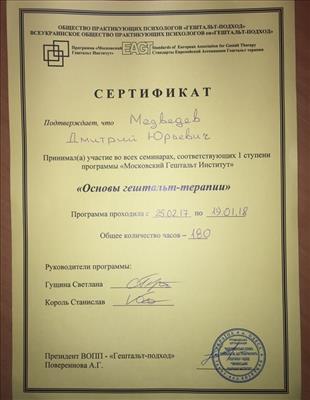 ОБЩЕСТВО ПРАКТИКУЮЩИХ ПСИХОЛОГОВ «ГЕШТАЛЬТ-ПОДХОД»
ВСЕУКРАИНСКОЕ ОБЩЕСТВО ПРАКТИКУЮЩИХ ПСИХОЛОГОВ «ГЕШТАЛЬТ-ПОДХОД»
Программа «Московский Гештальт Институт»
EAGT
Standards of European Association for Gestalt Therapy
Стандарты Европейской Ассоциации Гештальт терапии
СЕРТИФИКАТ
Подтверждает, что Медведев
Дмитрий Юрьевич
Принимал(а) участие во всех семинарах, соответствующих 1 ступени
программы «Московский Гештальт Институт»
«Основы гештальт-терапии»
Программа проходила с 25.02.17 по 19.01.18
Общее количество часов – 180
Руководители программы:
Гущина Светлана
Король Станислав
Президент ВОПП - «Гештальт-подход»
Повереннова А.Г.